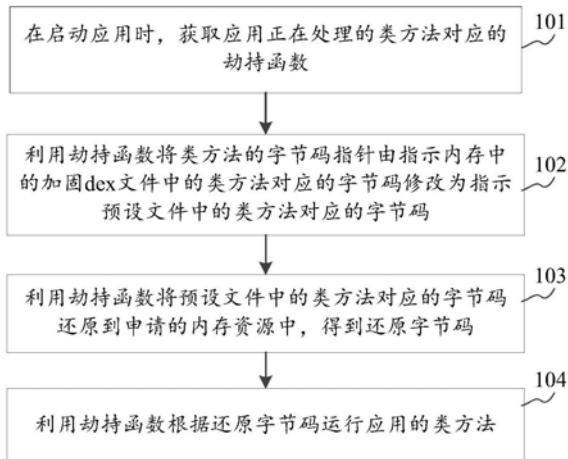 在启动应用时，获取应用正在处理的类方法对应的
劫持函数
101
利用劫持函数将类方法的字节码指针由指示内存中
的加固dex文件中的类方法对应的字节码修改为指示
预设文件中的类方法对应的字节码
102
利用劫持函数将预设文件中的类方法对应的字节码
还原到申请的内存资源中，得到还原字节码
103
利用劫持函数根据还原字节码运行应用的类方法
104